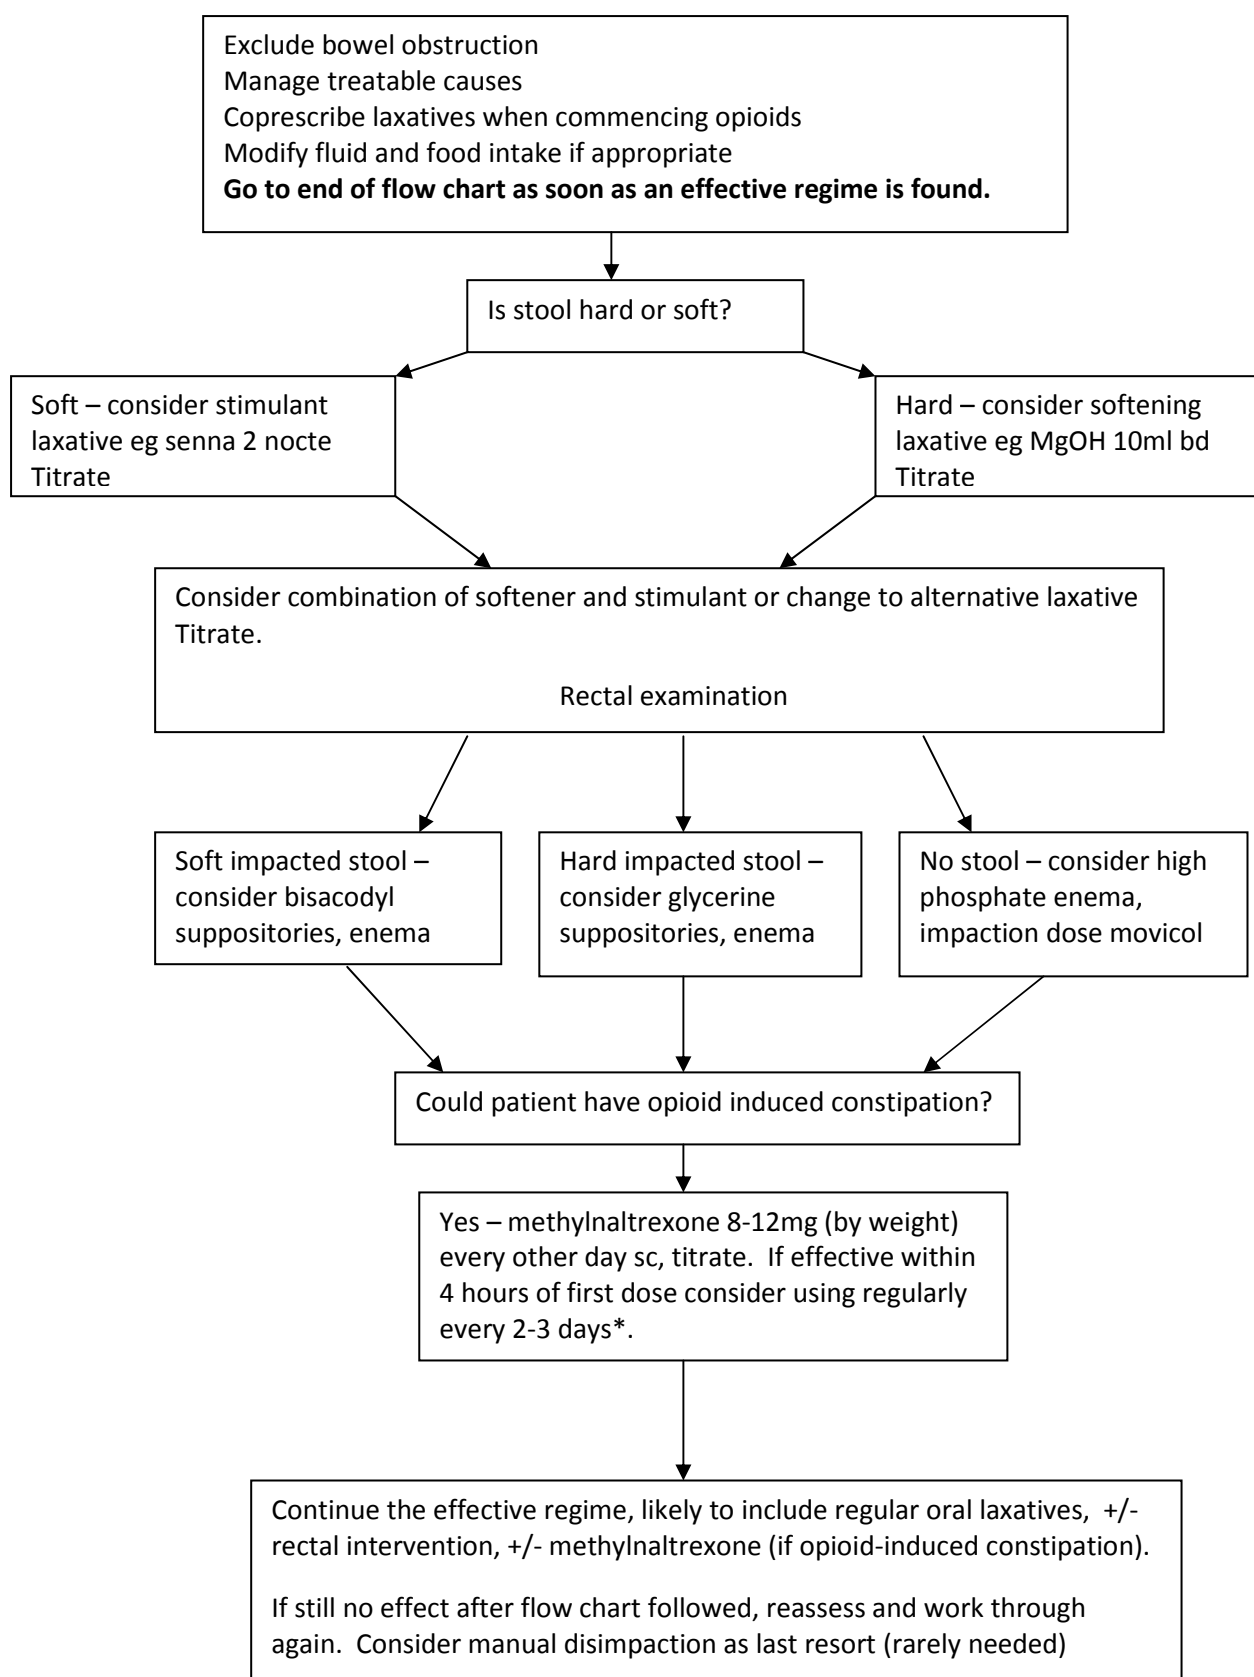 Exclude bowel obstruction
Manage treatable causes
Coprescribe laxatives when commencing opioids
Modify fluid and food intake if appropriate
Go to end of flow chart as soon as an effective regime is found.
Is stool hard or soft?
Soft – consider stimulant
laxative eg senna 2 nocte
Titrate
Hard – consider softening
laxative eg MgOH 10ml bd
Titrate
Consider combination of softener and stimulant or change to alternative laxative
Titrate.
Rectal examination
Soft impacted stool –
consider bisacodyl
suppositories, enema
Hard impacted stool –
consider glycerine
suppositories, enema
No stool – consider high
phosphate enema,
impaction dose movicol
Could patient have opioid induced constipation?
Yes – methylnaltrexone 8-12mg (by weight)
every other day sc, titrate.  If effective within
4 hours of first dose consider using regularly
every 2-3 days*.
Continue the effective regime, likely to include regular oral laxatives,  +/-
rectal intervention, +/- methylnaltrexone (if opioid-induced constipation).
If still no effect after flow chart followed, reassess and work through
again.  Consider manual disimpaction as last resort (rarely needed)